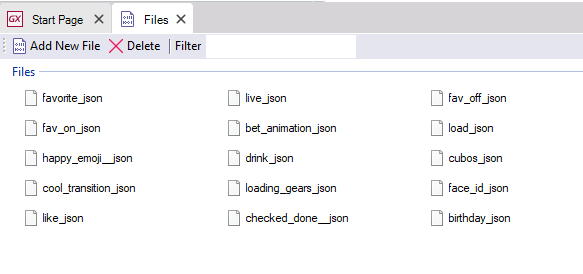 GX Start Page Files
Add New File Delete Filter
Files
favorite_json live_json fav_off_json
fav_on_json bet_animation_json load_json
happy_emoji__json drink_json cubos_json
cool_transition_json loading_gears_json face_id_json
like_json checked_done__json birthday_json